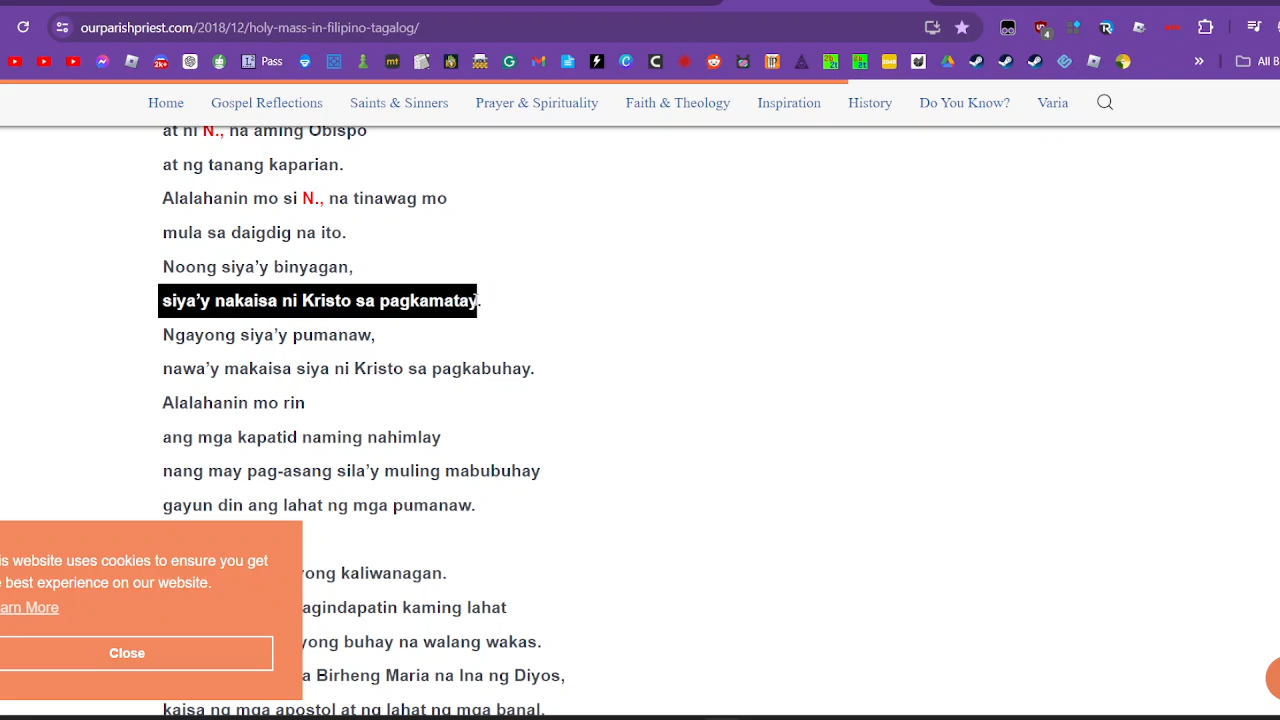 ourparishpriest.com/2018/12/holy-mass-in-filipino-tagalog/
Pass
All B
Home Gospel Reflections Saints & Sinners Prayer & Spirituality Faith & Theology Inspiration History Do You Know? Varia
at ni N., na aming Obispo
at ng tanang kaparian.
Alalahanin mo si N., na tinawag mo
mula sa daigdig na ito.
Noong siya’y binyagan,
siya’y nakaisa ni Kristo sa pagkamatay.
Ngayong siya’y pumanaw,
nawa’y makaisa siya ni Kristo sa pagkabuhay.
Alalahanin mo rin
ang mga kapatid naming nahimlay
nang may pag-asang sila’y muling mabubuhay
gayun din ang lahat ng mga pumanaw.
yong kaliwanagan.
agindapatin kaming lahat
yong buhay na walang wakas.
a Birheng Maria na Ina ng Diyos,
kaisa ng mga apostol at ng lahat ng mga banal.
is website uses cookies to ensure you get
e best experience on our website.
arn More
Close